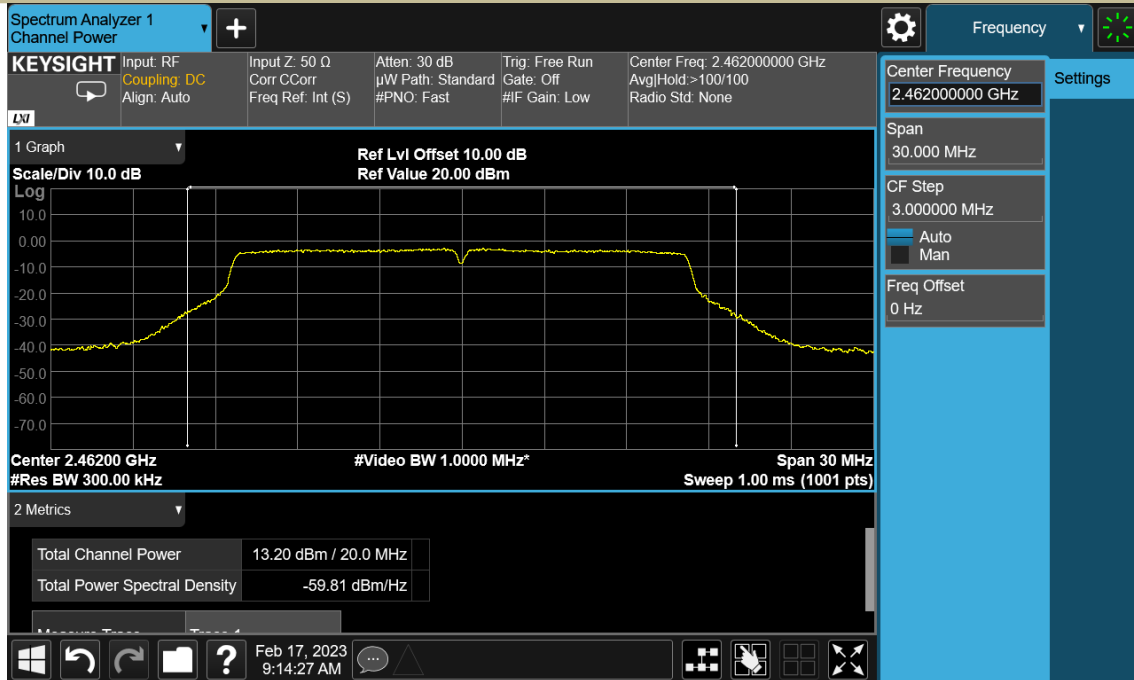 Spectrum Analyzer 1
Channel Power
+
Frequency
KEYSIGHT
LXI
Input: RF
Coupling: DC
Align: Auto
Input Z: 50 Ω
Corr CCorr
Freq Ref: Int (S)
Atten: 30 dB
µW Path: Standard
#PNO: Fast
Trig: Free Run
Gate: Off
#IF Gain: Low
Center Freq: 2.462000000 GHz
Avg|Hold:>100/100
Radio Std: None
Center Frequency
2.462000000 GHz
Settings
Span
30.000 MHz
CF Step
3.000000 MHz
Auto
Man
Freq Offset
0 Hz
1 Graph
Scale/Div 10.0 dB
Ref Lvl Offset 10.00 dB
Ref Value 20.00 dBm
Log
10.0
0.00
-10.0
-20.0
-30.0
-40.0
-50.0
-60.0
-70.0
Center 2.46200 GHz
#Video BW 1.0000 MHz*
Span 30 MHz
#Res BW 300.00 kHz
Sweep 1.00 ms (1001 pts)
2 Metrics
Total Channel Power 13.20 dBm / 20.0 MHz
Total Power Spectral Density -59.81 dBm/Hz
Measure Trace Trace 1
?
Feb 17, 2023
9:14:27 AM